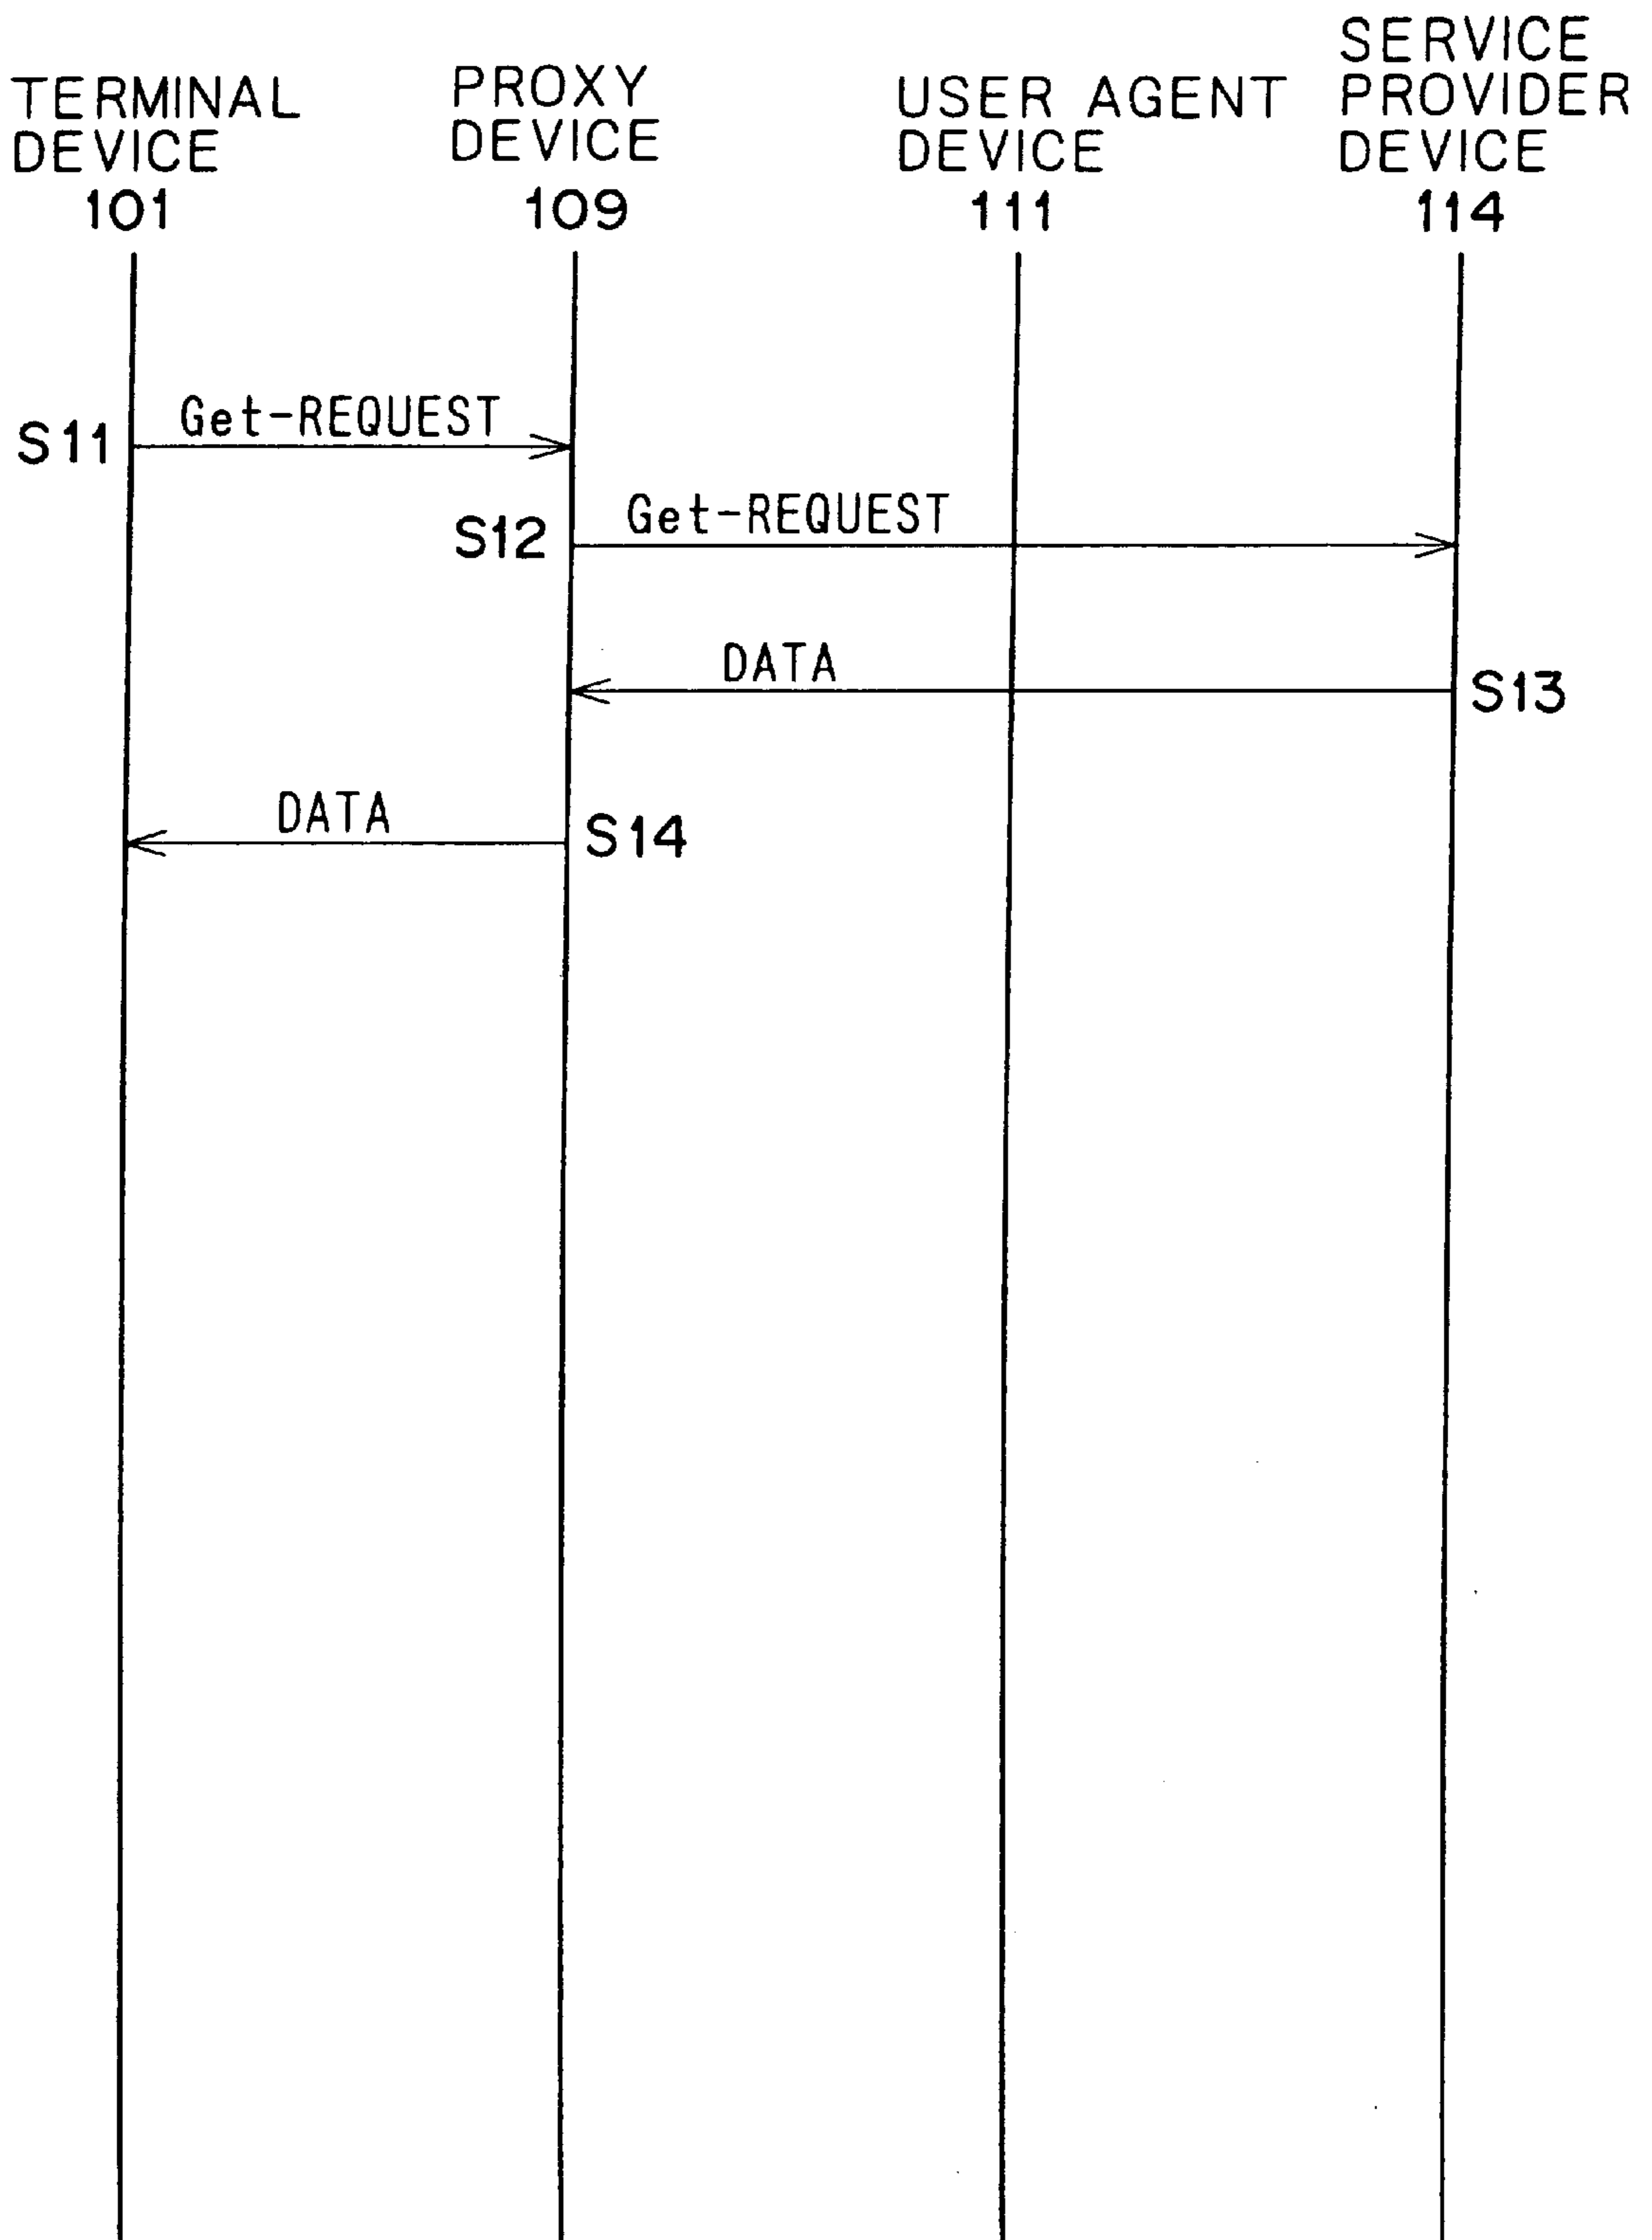 TERMINAL
DEVICE
101
PROXY
DEVICE
109
USER AGENT
DEVICE
111
SERVICE
PROVIDER
DEVICE
114
S11
Get-REQUEST
S12
Get-REQUEST
DATA
S13
DATA
S14